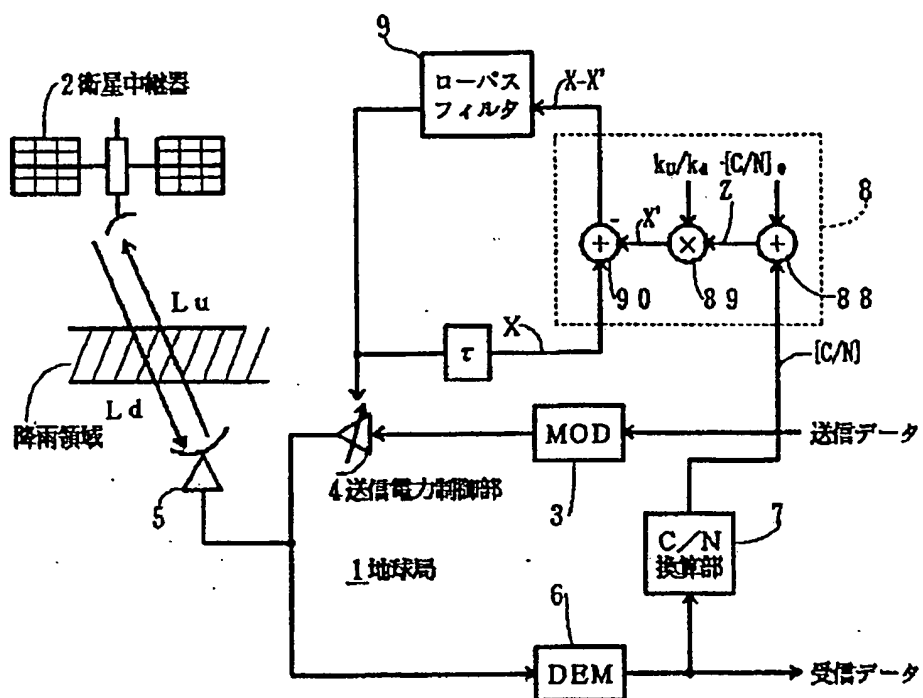 9
ローパス
フィルタ
X-X'
2衛星中継器
ku/kd
-[C/N]。
8
Z
X'
+
-
×
+
90
89
88
Lu
X
τ
[C/N]
Ld
降雨領域
MOD
送信データ
4送信電力制御部
5
3
7
C/N
換算部
1地球局
6
DEM
受信データ